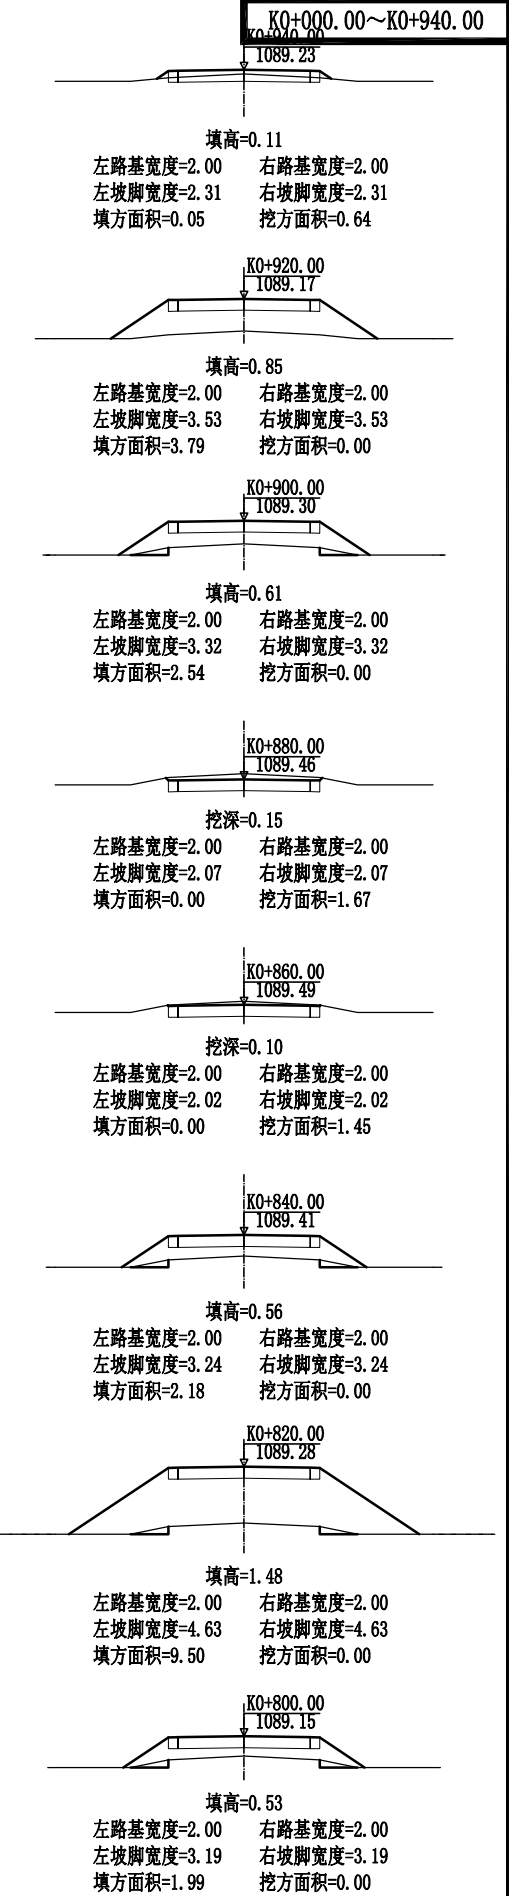 K0+000.00～K0+940.00
K0+940.00
1089.23
填高=0.11
左路基宽度=2.00 右路基宽度=2.00
左坡脚宽度=2.31 右坡脚宽度=2.31
填方面积=0.05 挖方面积=0.64
K0+920.00
1089.17
填高=0.85
左路基宽度=2.00 右路基宽度=2.00
左坡脚宽度=3.53 右坡脚宽度=3.53
填方面积=3.79 挖方面积=0.00
K0+900.00
1089.30
填高=0.61
左路基宽度=2.00 右路基宽度=2.00
左坡脚宽度=3.32 右坡脚宽度=3.32
填方面积=2.54 挖方面积=0.00
K0+880.00
1089.46
挖深=0.15
左路基宽度=2.00 右路基宽度=2.00
左坡脚宽度=2.07 右坡脚宽度=2.07
填方面积=0.00 挖方面积=1.67
K0+860.00
1089.49
挖深=0.10
左路基宽度=2.00 右路基宽度=2.00
左坡脚宽度=2.02 右坡脚宽度=2.02
填方面积=0.00 挖方面积=1.45
K0+840.00
1089.41
填高=0.56
左路基宽度=2.00 右路基宽度=2.00
左坡脚宽度=3.24 右坡脚宽度=3.24
填方面积=2.18 挖方面积=0.00
K0+820.00
1089.28
填高=1.48
左路基宽度=2.00 右路基宽度=2.00
左坡脚宽度=4.63 右坡脚宽度=4.63
填方面积=9.50 挖方面积=0.00
K0+800.00
1089.15
填高=0.53
左路基宽度=2.00 右路基宽度=2.00
左坡脚宽度=3.19 右坡脚宽度=3.19
填方面积=1.99 挖方面积=0.00